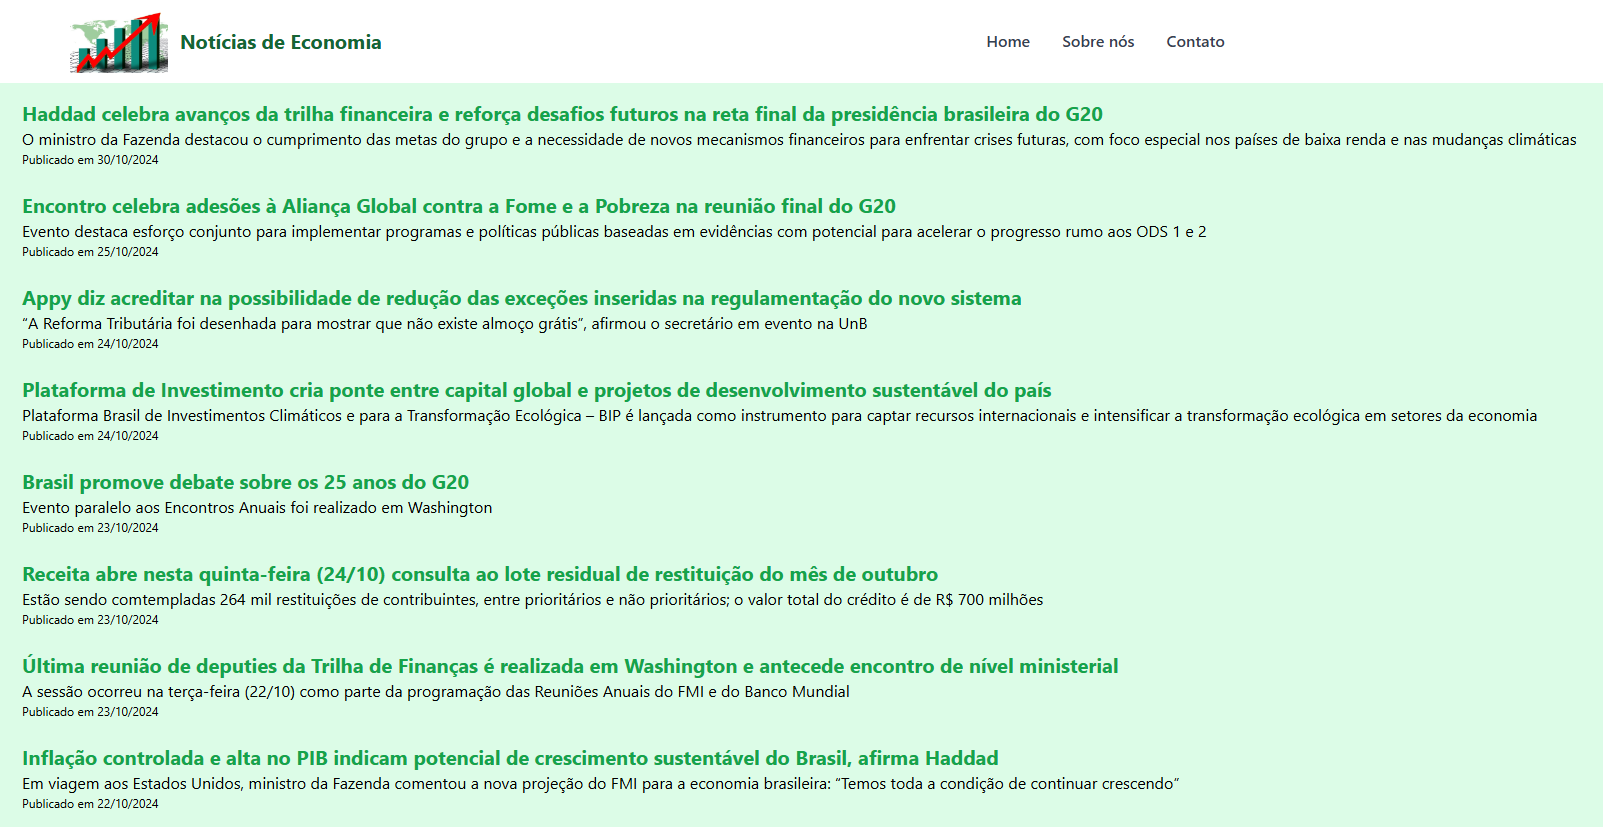 Notícias de Economia
Home
Sobre nós
Contato
Haddad celebra avanços da trilha financeira e reforça desafios futuros na reta final da presidência brasileira do G20
O ministro da Fazenda destacou o cumprimento das metas do grupo e a necessidade de novos mecanismos financeiros para enfrentar crises futuras, com foco especial nos países de baixa renda e nas mudanças climáticas
Publicado em 30/10/2024
Encontro celebra adesões à Aliança Global contra a Fome e a Pobreza na reunião final do G20
Evento destaca esforço conjunto para implementar programas e políticas públicas baseadas em evidências com potencial para acelerar o progresso rumo aos ODS 1 e 2
Publicado em 25/10/2024
Appy diz acreditar na possibilidade de redução das exceções inseridas na regulamentação do novo sistema
“A Reforma Tributária foi desenhada para mostrar que não existe almoço grátis”, afirmou o secretário em evento na UnB
Publicado em 24/10/2024
Plataforma de Investimento cria ponte entre capital global e projetos de desenvolvimento sustentável do país
Plataforma Brasil de Investimentos Climáticos e para a Transformação Ecológica – BIP é lançada como instrumento para captar recursos internacionais e intensificar a transformação ecológica em setores da economia
Publicado em 24/10/2024
Brasil promove debate sobre os 25 anos do G20
Evento paralelo aos Encontros Anuais foi realizado em Washington
Publicado em 23/10/2024
Receita abre nesta quinta-feira (24/10) consulta ao lote residual de restituição do mês de outubro
Estão sendo comtempladas 264 mil restituições de contribuintes, entre prioritários e não prioritários; o valor total do crédito é de R$ 700 milhões
Publicado em 23/10/2024
Última reunião de deputies da Trilha de Finanças é realizada em Washington e antecede encontro de nível ministerial
A sessão ocorreu na terça-feira (22/10) como parte da programação das Reuniões Anuais do FMI e do Banco Mundial
Publicado em 23/10/2024
Inflação controlada e alta no PIB indicam potencial de crescimento sustentável do Brasil, afirma Haddad
Em viagem aos Estados Unidos, ministro da Fazenda comentou a nova projeção do FMI para a economia brasileira: “Temos toda a condição de continuar crescendo”
Publicado em 22/10/2024